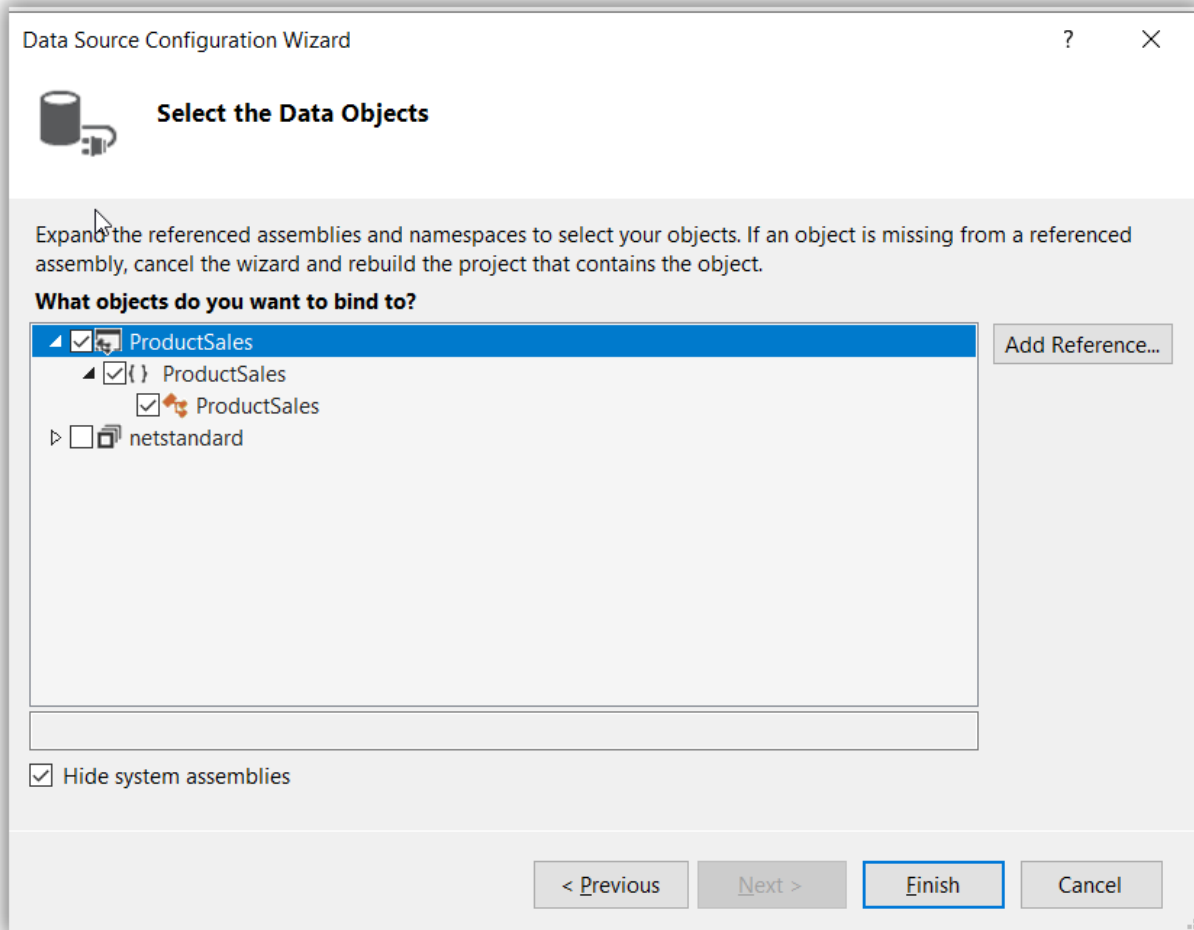 Data Source Configuration Wizard ?
Select the Data Objects
Expand the referenced assemblies and namespaces to select your objects. If an object is missing from a referenced
assembly, cancel the wizard and rebuild the project that contains the object.
What objects do you want to bind to?
ProductSales
Add Reference...
{ } ProductSales
ProductSales
netstandard
Hide system assemblies
< Previous Next > Finish Cancel